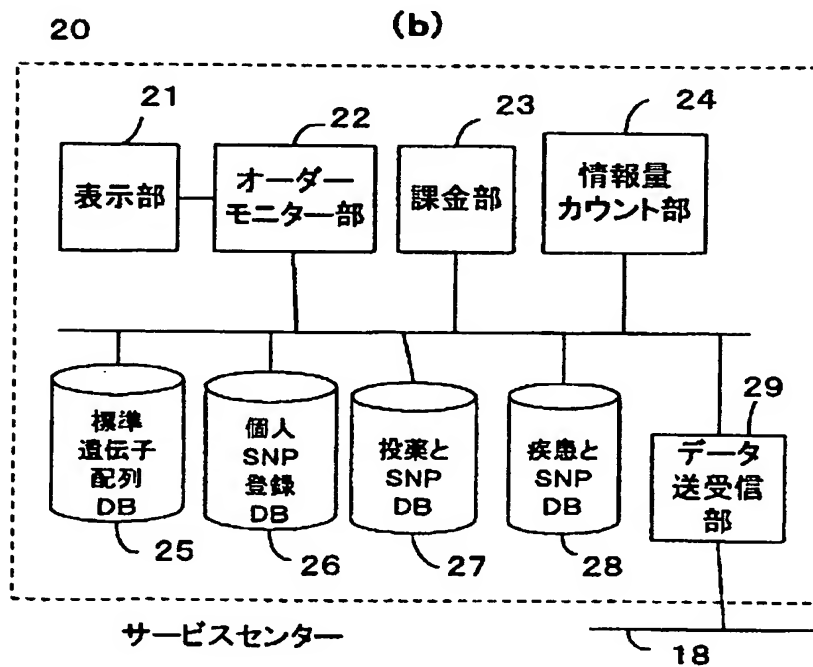 20
(b)
21
22
23
24
表示部
オーダー
モニター部
課金部
情報量
カウント部
標準
遺伝子
配列
DB
個人
SNP
登録
DB
投薬と
SNP
DB
疾患と
SNP
DB
29
データ
送受信
部
25
26
27
28
サービスセンター
18